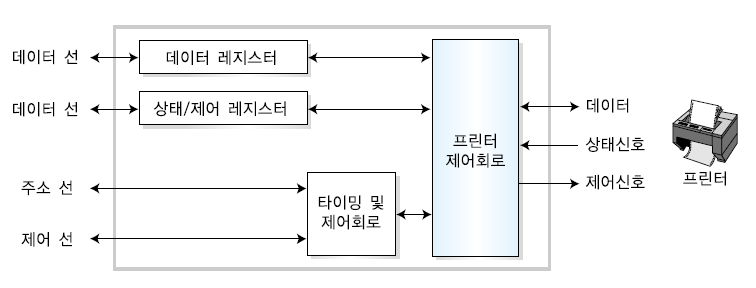 데이터 선
데이터 레지스터
데이터 선
상태/제어 레지스터
프린터
제어회로
데이터
상태신호
제어신호
프린터
주소 선
타이밍 및
제어회로
제어 선